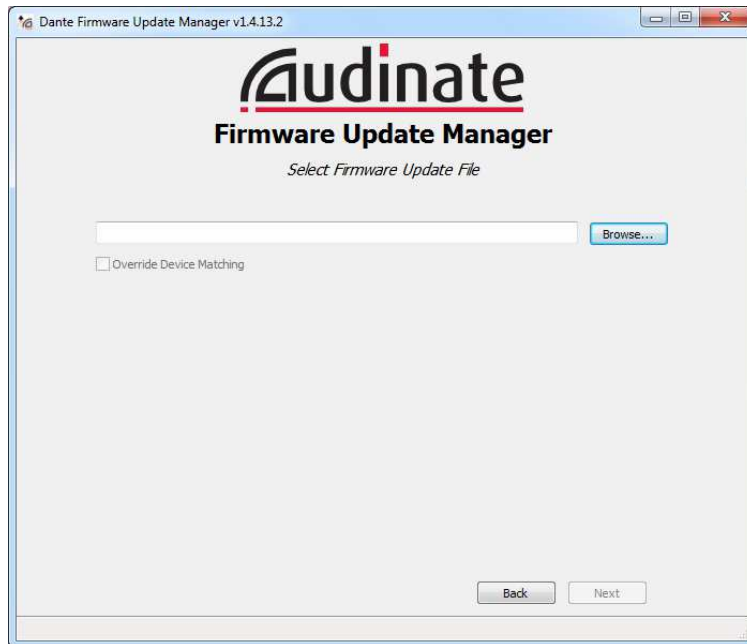 Dante Firmware Update Manager v1.4.13.2
Audinate
Firmware Update Manager
Select Firmware Update File
Browse...
Override Device Matching
Back
Next